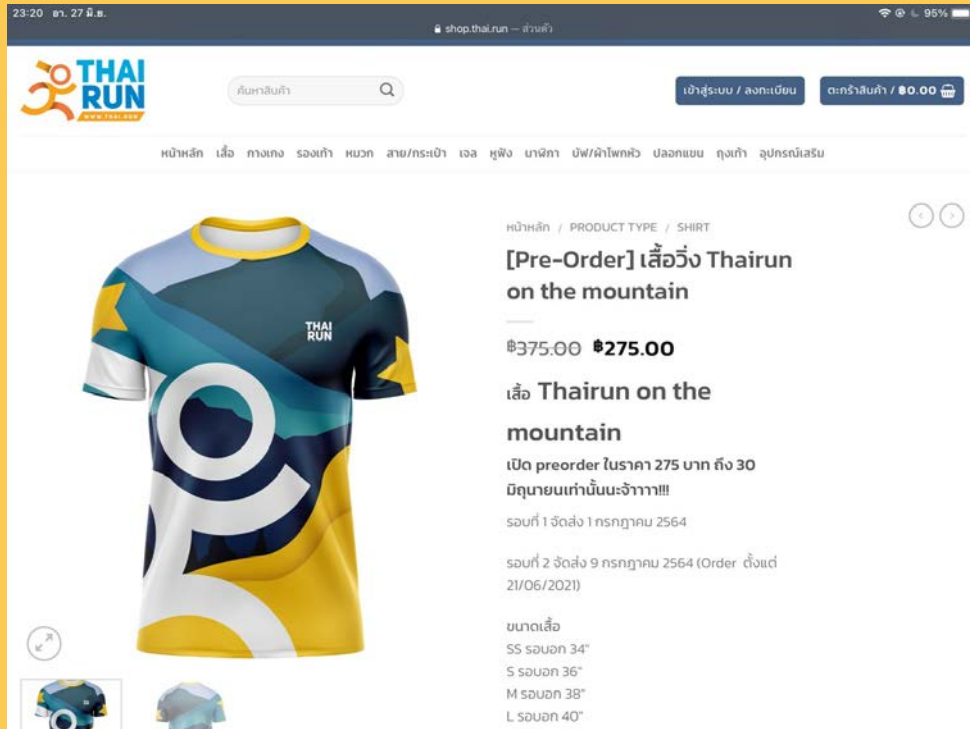 23:20 อา. 27 มิ.ย.
95%
shop.thai.run — ส่วนตัว
THAI
RUN
WWW.THAI.RUN
ค้นหาสินค้า
เข้าสู่ระบบ / ลงทะเบียน
ตะกร้าสินค้า / ฿0.00
หน้าหลัก เสื้อ กางเกง รองเท้า หมวก สาย/กระเป๋า เจล หูฟัง นาฬิกา บัฟ/ผ้าโพกหัว ปลอกแขน ถุงเท้า อุปกรณ์เสริม
หน้าหลัก / PRODUCT TYPE / SHIRT
[Pre-Order] เสื้อวิ่ง Thairun
on the mountain
฿375.00 ฿275.00
เสื้อ Thairun on the
mountain
เปิด preorder ในราคา 275 บาท ถึง 30
มิถุนายนเท่านั้นนะจ้าาาา!!!
รอบที่ 1 จัดส่ง 1 กรกฎาคม 2564
รอบที่ 2 จัดส่ง 9 กรกฎาคม 2564 (Order ตั้งแต่
21/06/2021)
ขนาดเสื้อ
SS รอบอก 34"
S รอบอก 36"
M รอบอก 38"
L รอบอก 40"
THAI
RUN